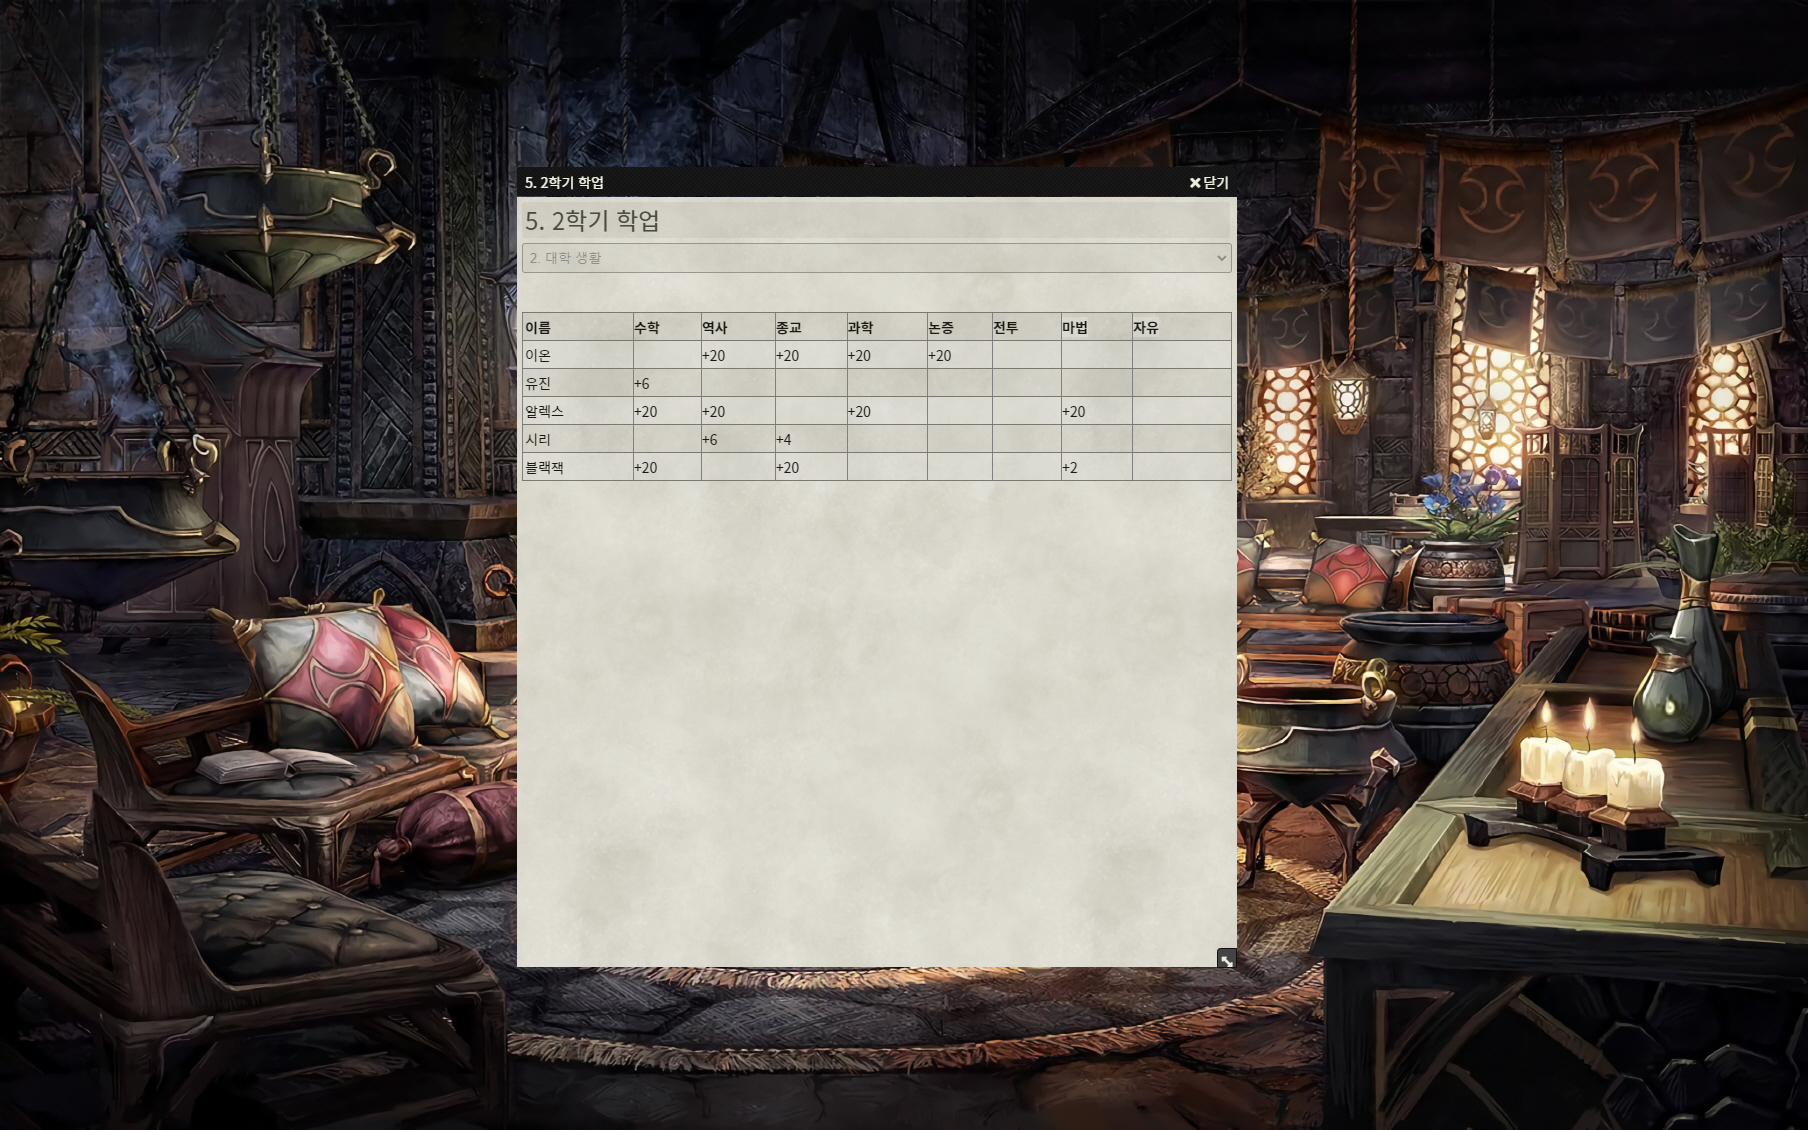 5. 2학기 학업 닫기
5. 2학기 학업
2. 대학 생활
이름 수학 역사 종교 과학 논증 전투 마법 자유
이온 +20 +20 +20 +20
유진 +6
알렉스 +20 +20 +20 +20
시리 +6 +4
블랙잭 +20 +20 +2